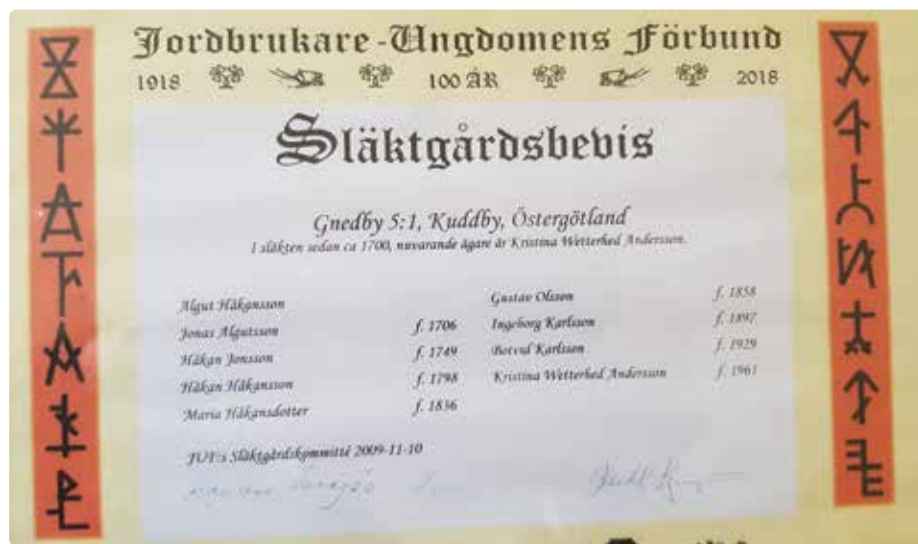 Jordbrukare-Ungdomens Förbund
1918 100 ÅR 2018
Släktgårdsbevis
Gnedby 5:1, Kuddby, Östergötland
I släkten sedan ca 1700, nuvarande ägare är Kristina Wetterhed Andersson.
Algut Håkansson
Jonas Algutsson f. 1706
Håkan Jonsson f. 1749
Håkan Håkansson f. 1798
Maria Håkansdotter f. 1836
Gustav Olsson f. 1858
Ingeborg Karlsson f. 1897
Botvid Karlsson f. 1929
Kristina Wetterhed Andersson f. 1961
JUF:s Släktgårdskommitté 2009-11-10